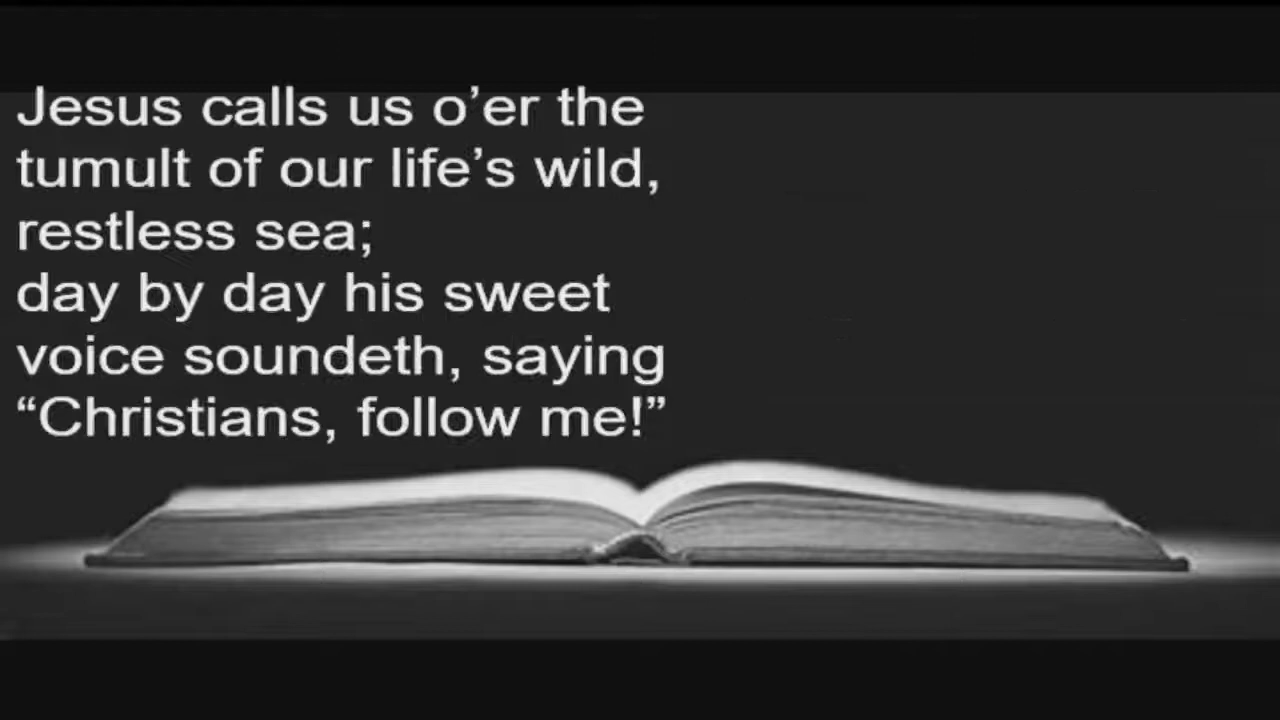 Jesus calls us o’er the
tumult of our life’s wild,
restless sea;
day by day his sweet
voice soundeth, saying
“Christians, follow me!”